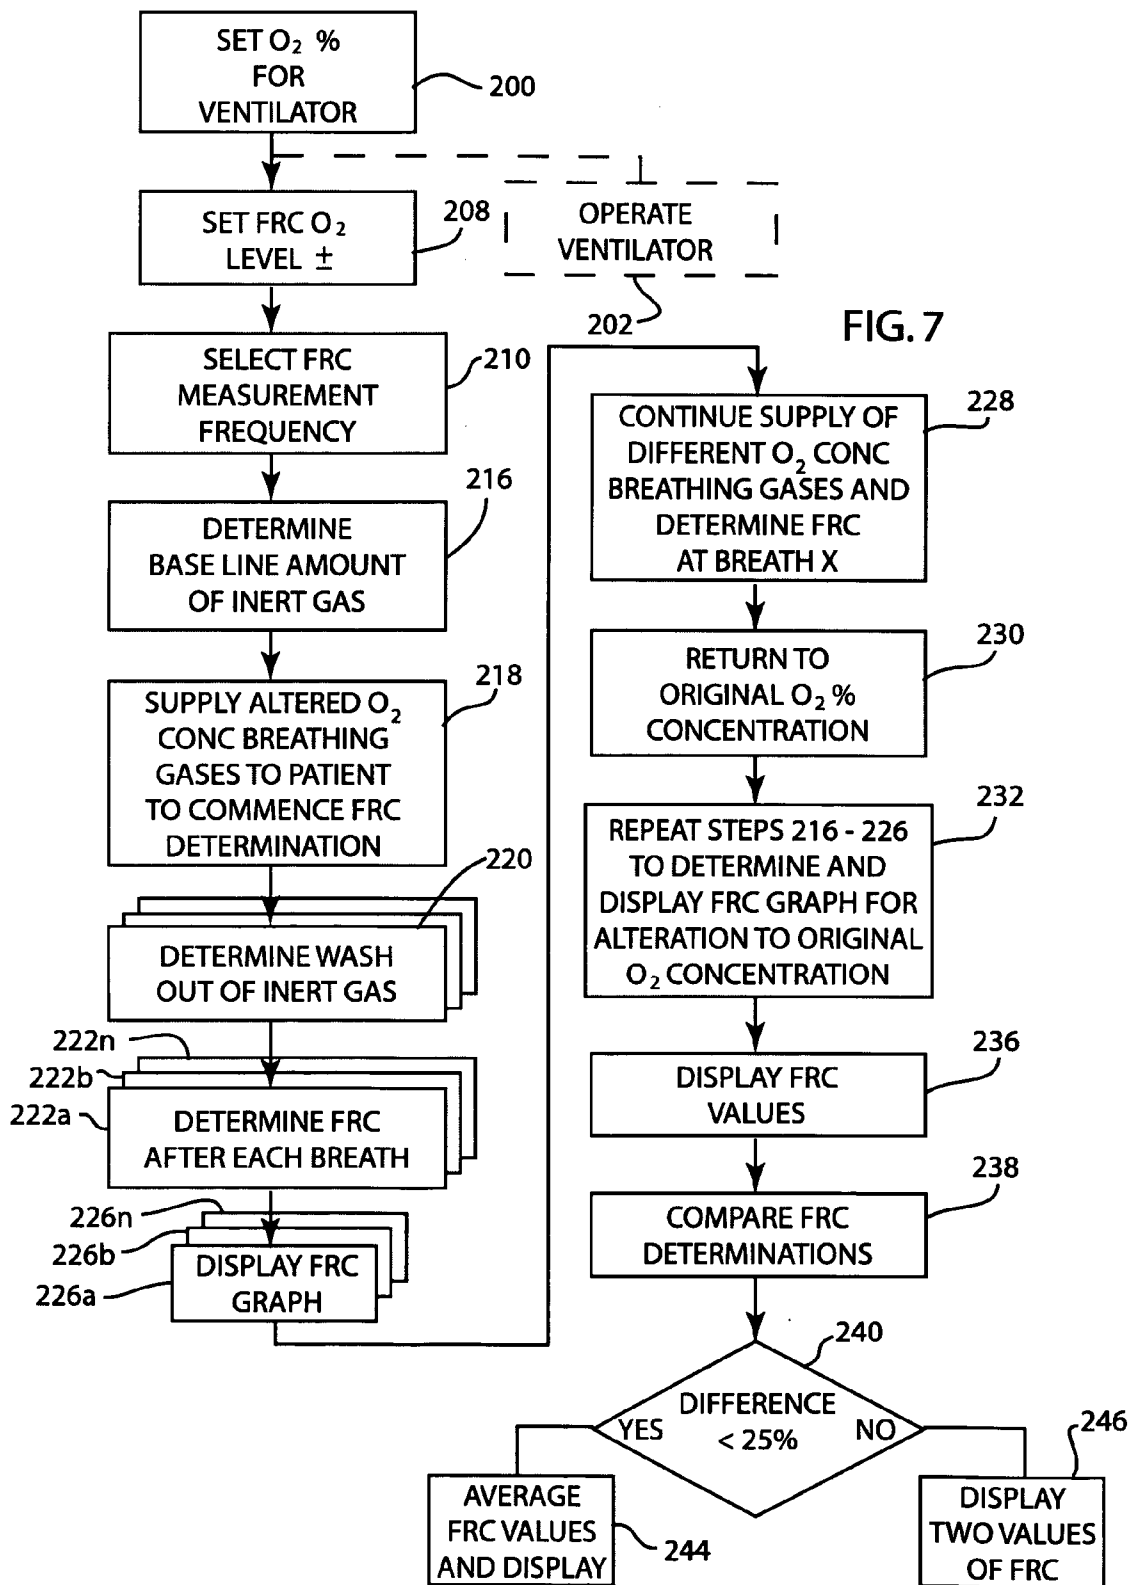 SET O₂ %
FOR
VENTILATOR
200
SET FRC O₂
LEVEL ±
208
OPERATE
VENTILATOR
202
FIG. 7
SELECT FRC
MEASUREMENT
FREQUENCY
210
DETERMINE
BASE LINE AMOUNT
OF INERT GAS
216
SUPPLY ALTERED O₂
CONC BREATHING
GASES TO PATIENT
TO COMMENCE FRC
DETERMINATION
218
DETERMINE WASH
OUT OF INERT GAS
220
222n
222b
222a
DETERMINE FRC
AFTER EACH BREATH
226n
226b
226a
DISPLAY FRC
GRAPH
CONTINUE SUPPLY OF
DIFFERENT O₂ CONC
BREATHING GASES AND
DETERMINE FRC
AT BREATH X
228
RETURN TO
ORIGINAL O₂ %
CONCENTRATION
230
REPEAT STEPS 216 - 226
TO DETERMINE AND
DISPLAY FRC GRAPH FOR
ALTERATION TO ORIGINAL
O₂ CONCENTRATION
232
DISPLAY FRC
VALUES
236
COMPARE FRC
DETERMINATIONS
238
DIFFERENCE
< 25%
240
YES
NO
AVERAGE
FRC VALUES
AND DISPLAY
244
DISPLAY
TWO VALUES
OF FRC
246